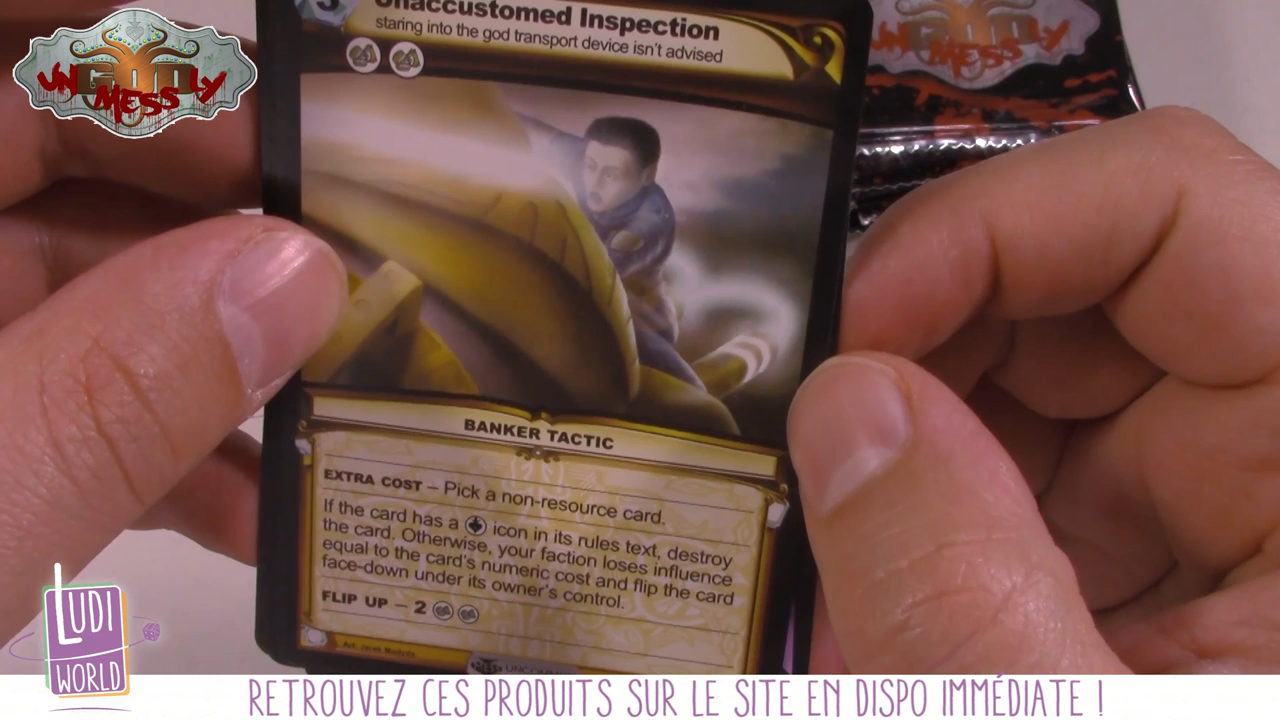 Unaccustomed Inspection
staring into the god transport device isn't advised
UNGODLY
MESS
BANKER TACTIC
EXTRA COST – Pick a non-resource card.
If the card has a icon in its rules text, destroy
the card. Otherwise, your faction loses influence
equal to the card's numeric cost and flip the card
face-down under its owner's control.
FLIP UP – 2
LUDI
WORLD
RETROUVEZ CES PRODUITS SUR LE SITE EN DISPO IMMÉDIATE !